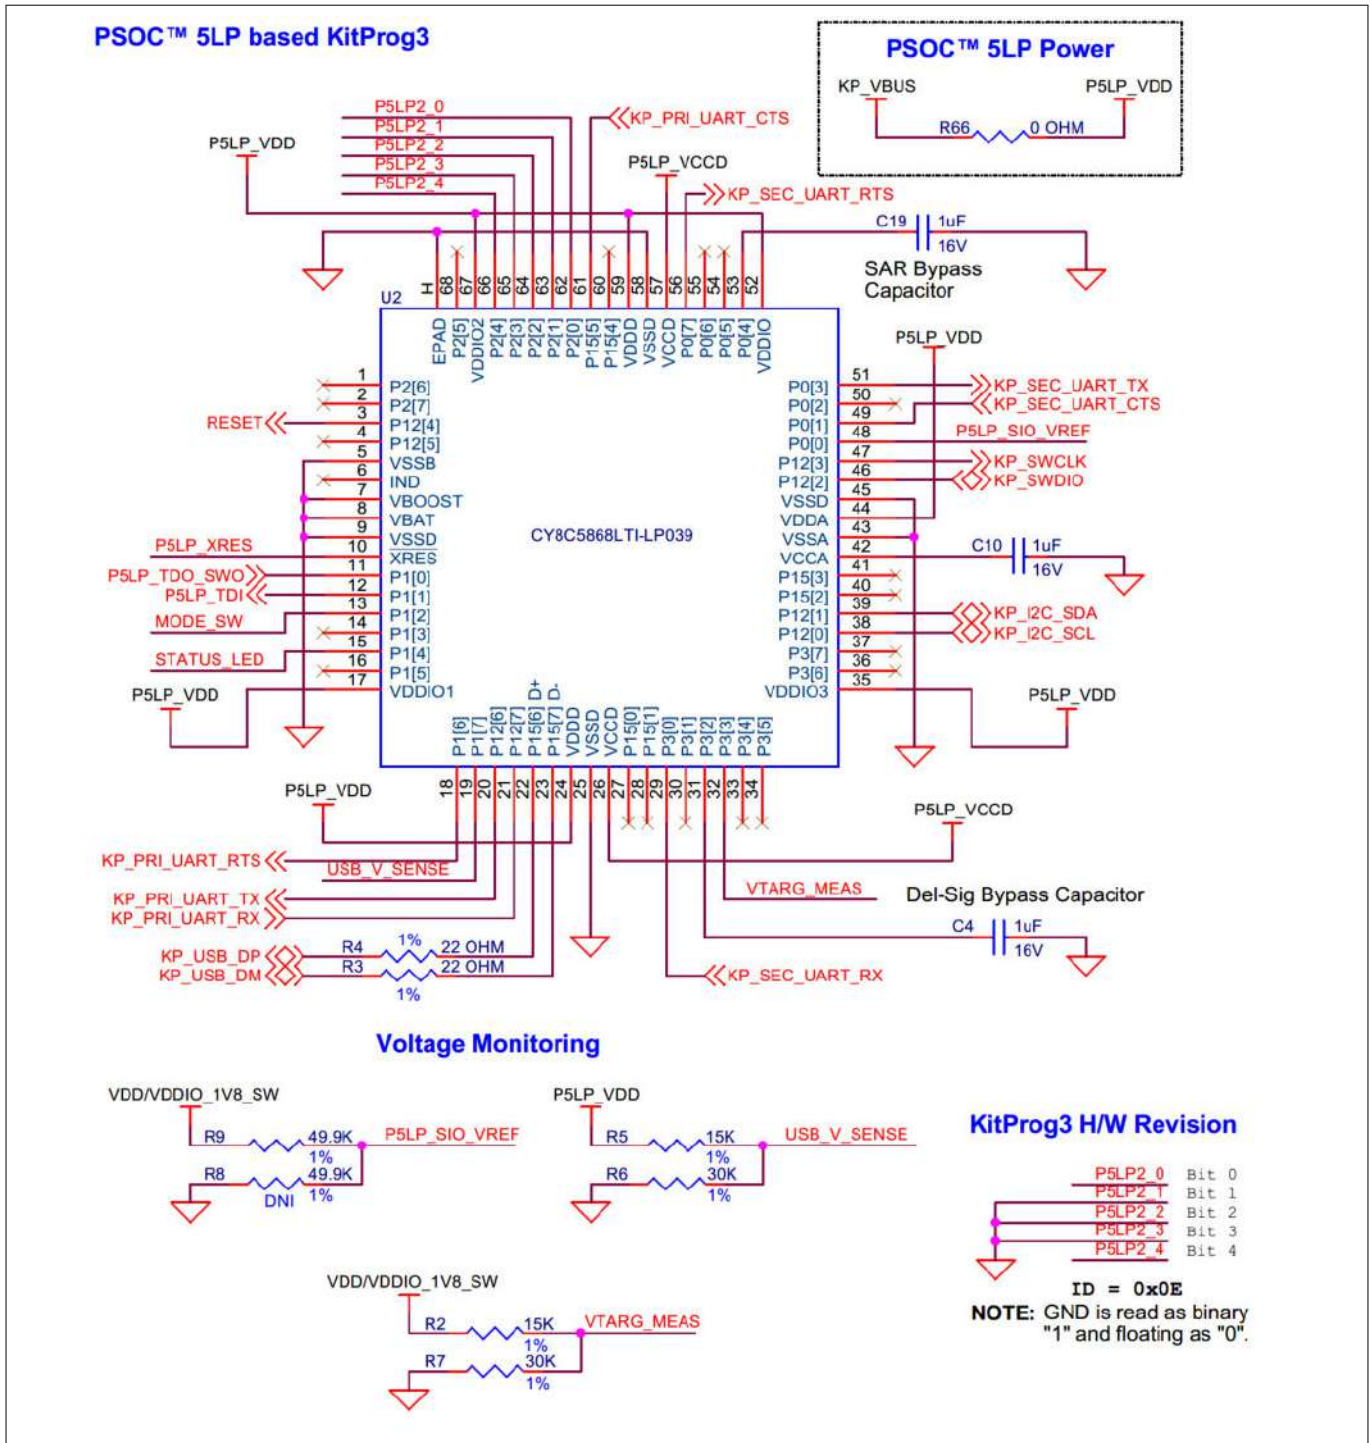 PSOC™ 5LP based KitProg3
PSOC™ 5LP Power
KP_VBUS
P5LP_VDD
R66
0 OHM
P5LP2_0
P5LP2_1
P5LP2_2
P5LP2_3
P5LP2_4
P5LP_VDD
KP_PRI_UART_CTS
P5LP_VCCD
KP_SEC_UART_RTS
C19
1uF
16V
SAR Bypass
Capacitor
U2
H
68
67
66
65
64
63
62
61
60
59
58
57
56
55
54
53
52
EPAD
P2[5]
VDDIO2
P2[4]
P2[3]
P2[2]
P2[1]
P2[0]
P15[5]
P15[4]
VDDD
VSSD
VCCD
P0[7]
P0[6]
P0[5]
P0[4]
VDDIO
CY8C5868LTI-LP039
1 P2[6]
2 P2[7]
RESET 3 P12[4]
4 P12[5]
5 VSSB
6 IND
7 VBOOST
8 VBAT
9 VSSD
P5LP_XRES 10 XRES
P5LP_TDO_SWO 11 P1[0]
P5LP_TDI 12 P1[1]
MODE_SW 13 P1[2]
14 P1[3]
STATUS_LED 15 P1[4]
16 P1[5]
P5LP_VDD 17 VDDIO1
P5LP_VDD
P0[3] 51 KP_SEC_UART_TX
P0[2] 50
P0[1] 49 KP_SEC_UART_CTS
P0[0] 48 P5LP_SIO_VREF
P12[3] 47 KP_SWCLK
P12[2] 46 KP_SWDIO
VSSD 45
VDDA 44
VSSA 43
VCCA 42 C10 1uF
16V
P15[3] 41
P15[2] 40
P12[1] 39 KP_I2C_SDA
P12[0] 38 KP_I2C_SCL
P3[7] 37
P3[6] 36
VDDIO3 35 P5LP_VDD
P1[6]
P1[7]
P12[6]
P12[7]
P15[6] D+
P15[7] D-
VDDD
VSSD
VCCD
P15[0]
P15[1]
P3[0]
P3[1]
P3[2]
P3[3]
P3[4]
P3[5]
18
19
20
21
22
23
24
25
26
27
28
29
30
31
32
33
34
P5LP_VDD
P5LP_VCCD
KP_PRI_UART_RTS
USB_V_SENSE
KP_PRI_UART_TX
KP_PRI_UART_RX
VTARG_MEAS
Del-Sig Bypass Capacitor
C4
1uF
16V
KP_USB_DP R4 1% 22 OHM
KP_USB_DM R3 22 OHM
1%
KP_SEC_UART_RX
Voltage Monitoring
VDD/VDDIO_1V8_SW
R9 49.9K P5LP_SIO_VREF
1%
R8 49.9K
DNI 1%
P5LP_VDD
R5 15K USB_V_SENSE
1%
R6 30K
1%
VDD/VDDIO_1V8_SW
R2 15K VTARG_MEAS
1%
R7 30K
1%
KitProg3 H/W Revision
P5LP2_0 Bit 0
P5LP2_1 Bit 1
P5LP2_2 Bit 2
P5LP2_3 Bit 3
P5LP2_4 Bit 4
ID = 0x0E
NOTE: GND is read as binary
"1" and floating as "0".